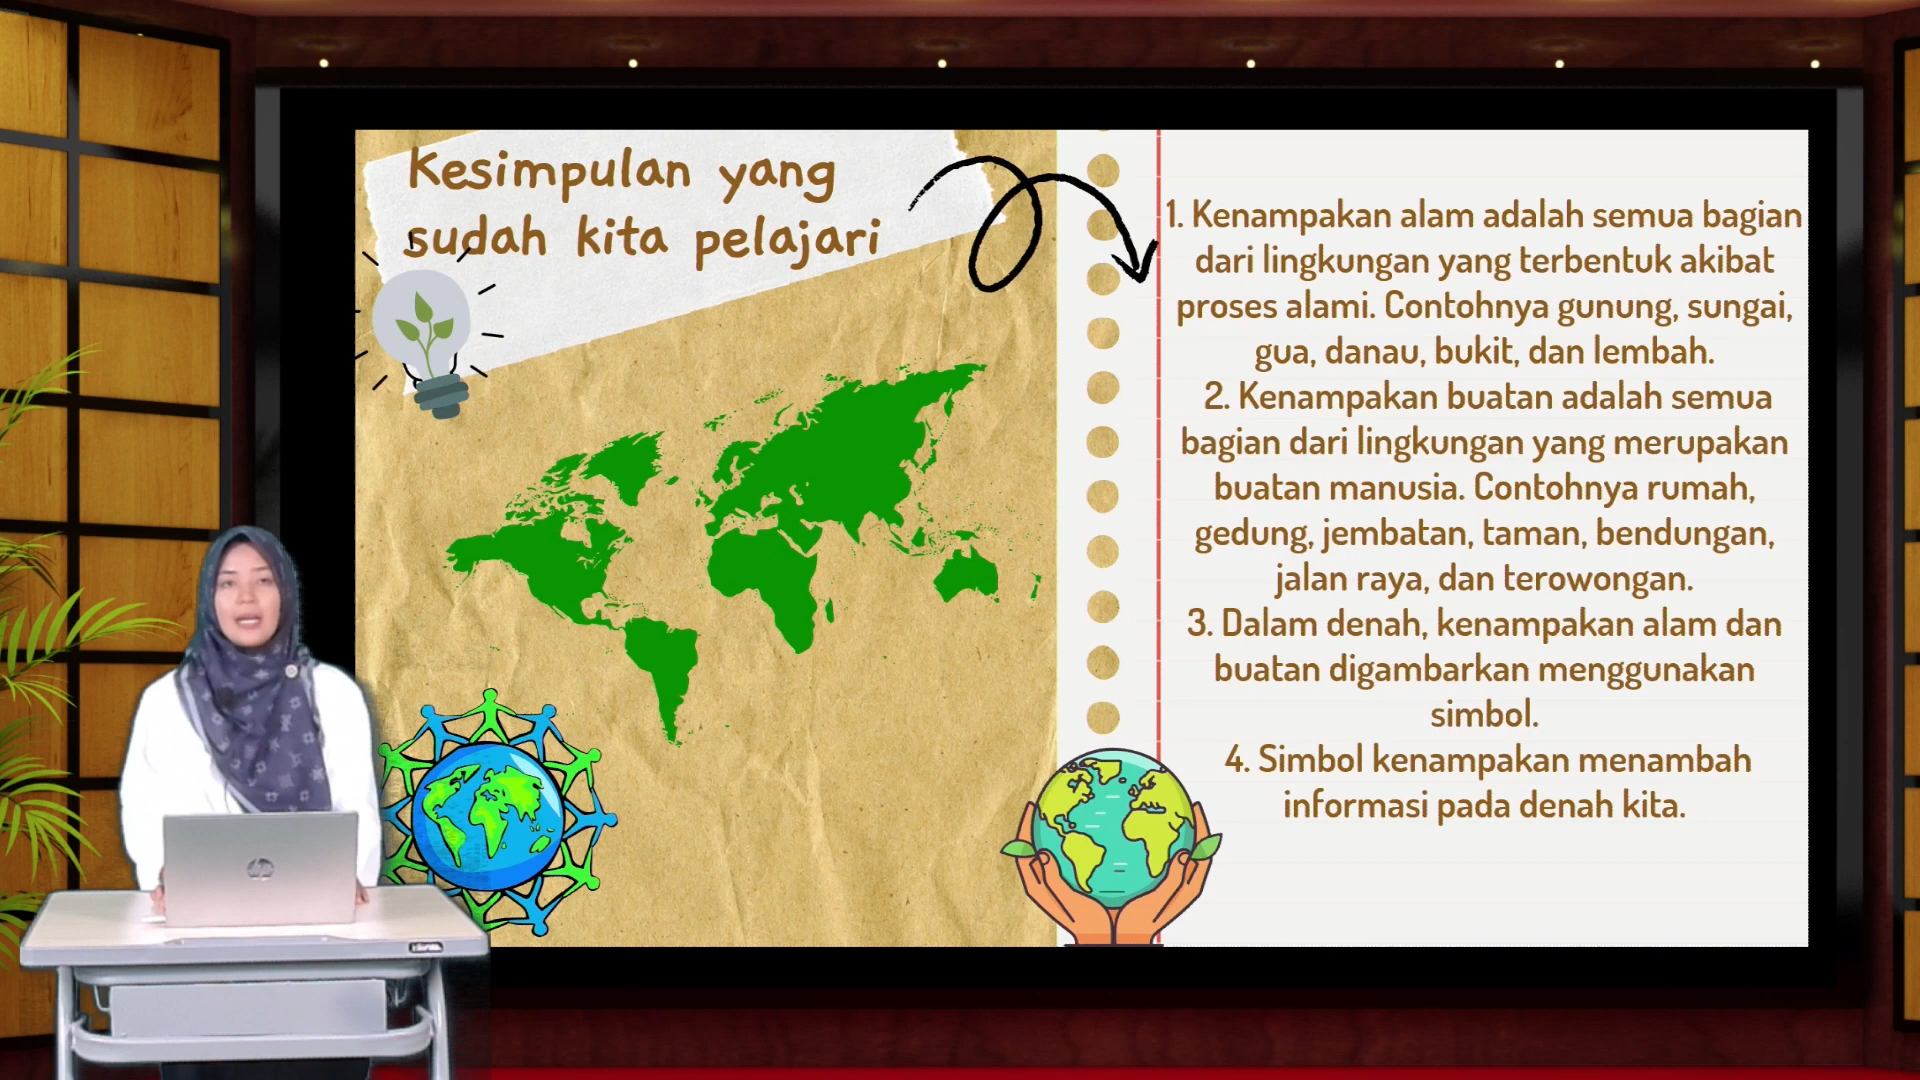 Kesimpulan yang
sudah kita pelajari
1. Kenampakan alam adalah semua bagian
dari lingkungan yang terbentuk akibat
proses alami. Contohnya gunung, sungai,
gua, danau, bukit, dan lembah.
2. Kenampakan buatan adalah semua
bagian dari lingkungan yang merupakan
buatan manusia. Contohnya rumah,
gedung, jembatan, taman, bendungan,
jalan raya, dan terowongan.
3. Dalam denah, kenampakan alam dan
buatan digambarkan menggunakan
simbol.
4. Simbol kenampakan menambah
informasi pada denah kita.
hp